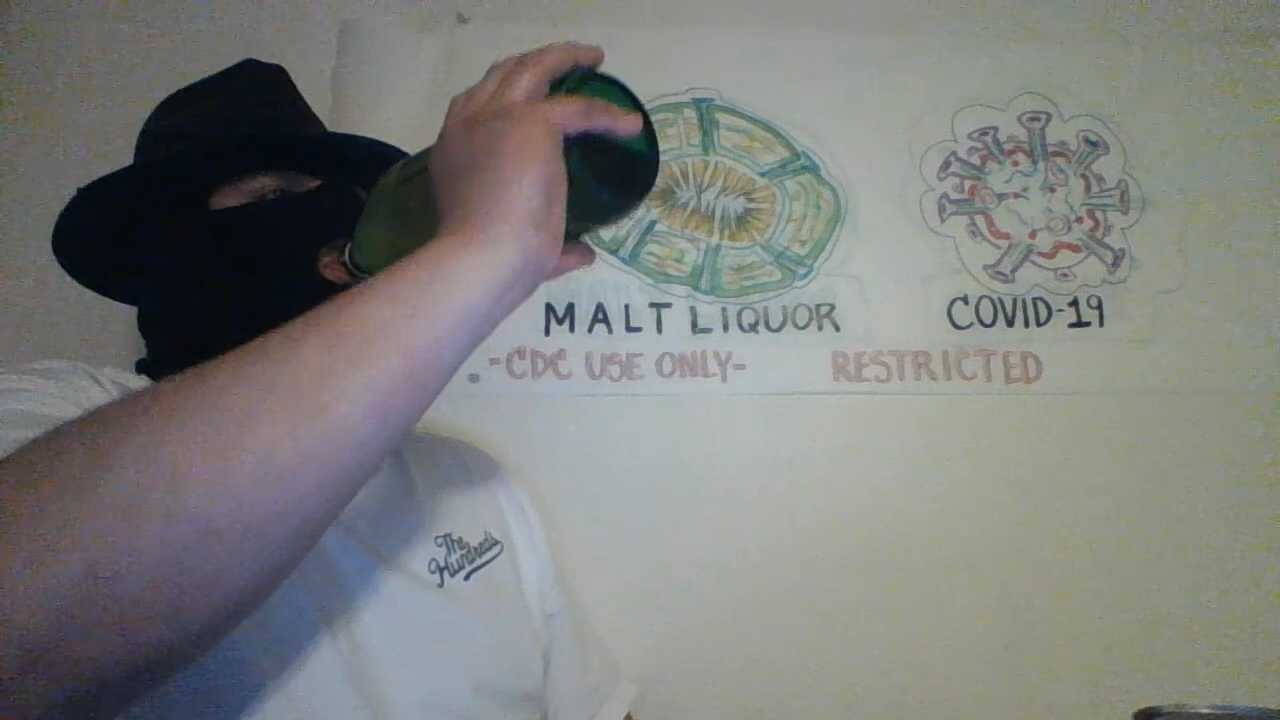 MALT LIQUOR
COVID-19
-CDC USE ONLY-
RESTRICTED
The
Hundreds